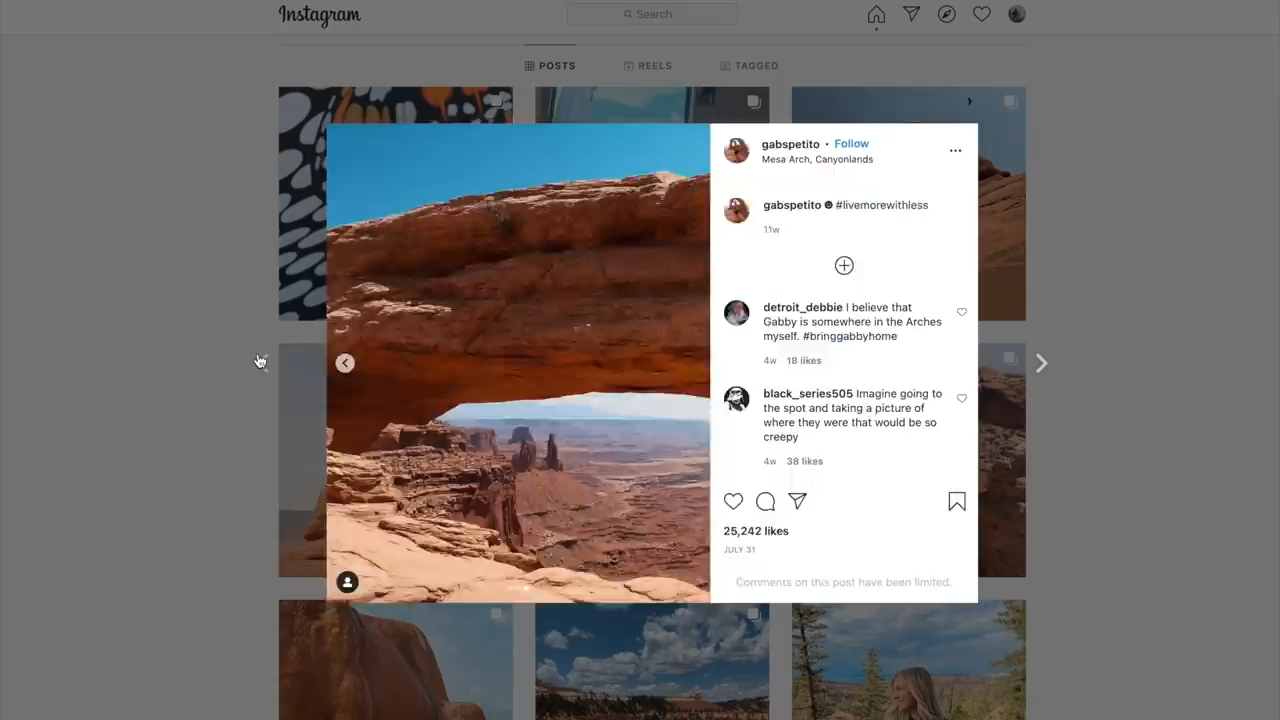 Instagram
Search
POSTS
REELS
TAGGED
gabspetito • Follow
Mesa Arch, Canyonlands
gabspetito ☻ #livemorewithless
11w
detroit_debbie I believe that
Gabby is somewhere in the Arches
myself. #bringgabbyhome
4w 18 likes
black_series505 Imagine going to
the spot and taking a picture of
where they were that would be so
creepy
4w 38 likes
25,242 likes
JULY 31
Comments on this post have been limited.